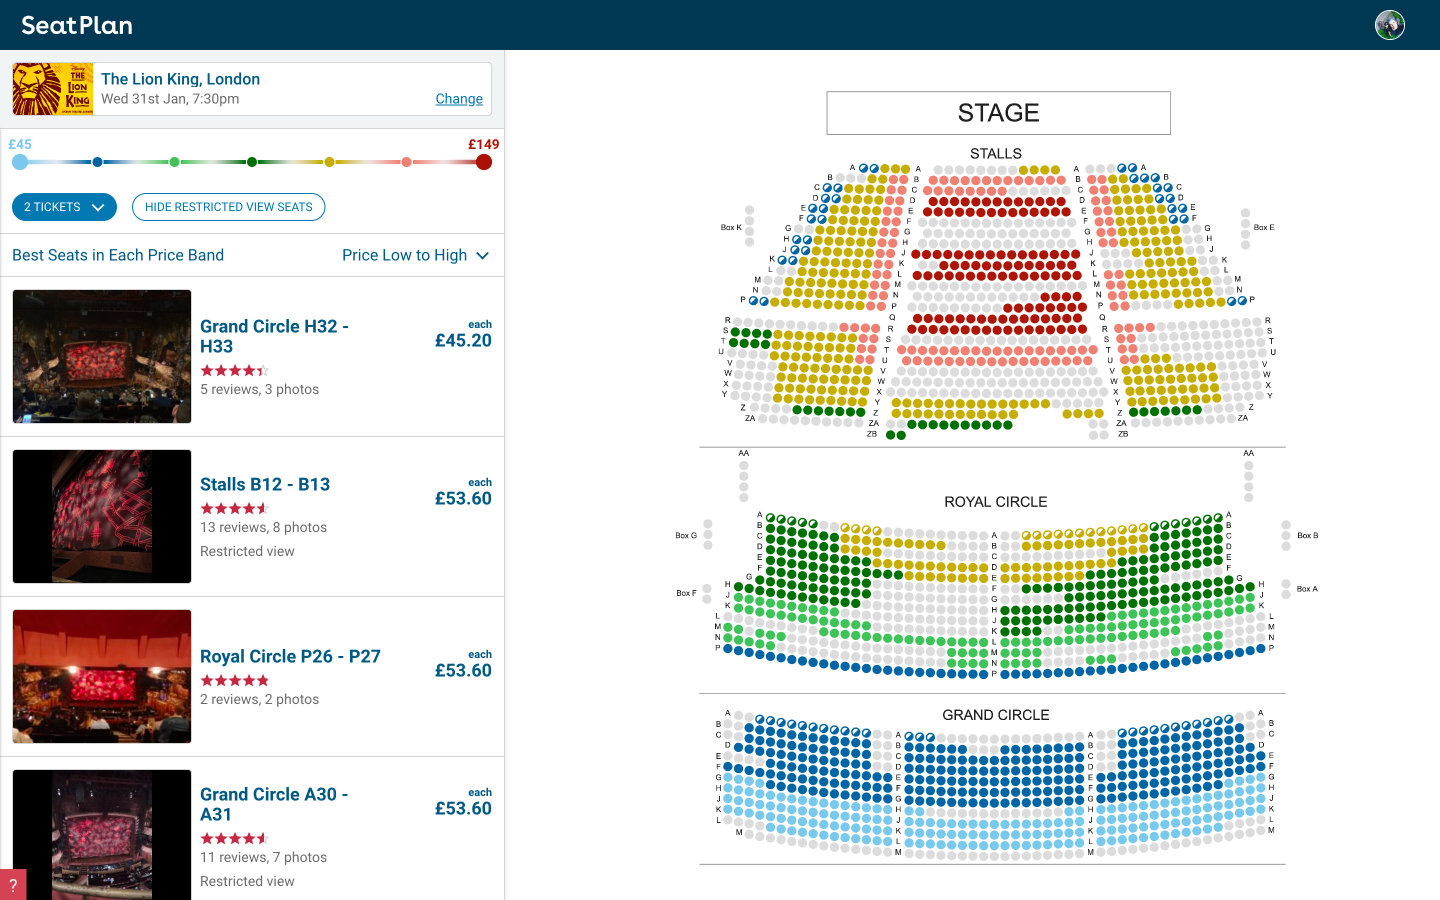 SeatPlan
Disney
THE
LION
KING
The Lion King, London
Wed 31st Jan, 7:30pm
Change
£45
£149
2 TICKETS
HIDE RESTRICTED VIEW SEATS
Best Seats in Each Price Band
Price Low to High
Grand Circle H32 -
H33
each
£45.20
5 reviews, 3 photos
Stalls B12 - B13
each
£53.60
13 reviews, 8 photos
Restricted view
Royal Circle P26 - P27
each
£53.60
2 reviews, 2 photos
Grand Circle A30 -
A31
each
£53.60
11 reviews, 7 photos
Restricted view
?
STAGE
STALLS
A A A A
B B B B
C C C C
D D D D
E E E E
F F F F
G G G G
H H H H
J J J J
K K K K
L L L L
M M M M
N N N N
P P P P
Q Q
R R R R
S S S S
T T T T
U U U U
V V V V
W W W W
X X X X
Y Y Y Y
Z Z Z Z
ZA ZA ZA ZA
ZB ZB
Box K
Box E
AA AA
ROYAL CIRCLE
A A A
B B B
C C C
D D D
E E E
F F F
G G G
H H H
J J J
K K K
L L L
M M M
N N N
P P P
Box G
Box B
Box F
Box A
GRAND CIRCLE
A A A A
B B B B
C C C C
D D D D
E E E E
F F F F
G G G G
H H H H
J J J J
K K K K
L L L L
M M M M